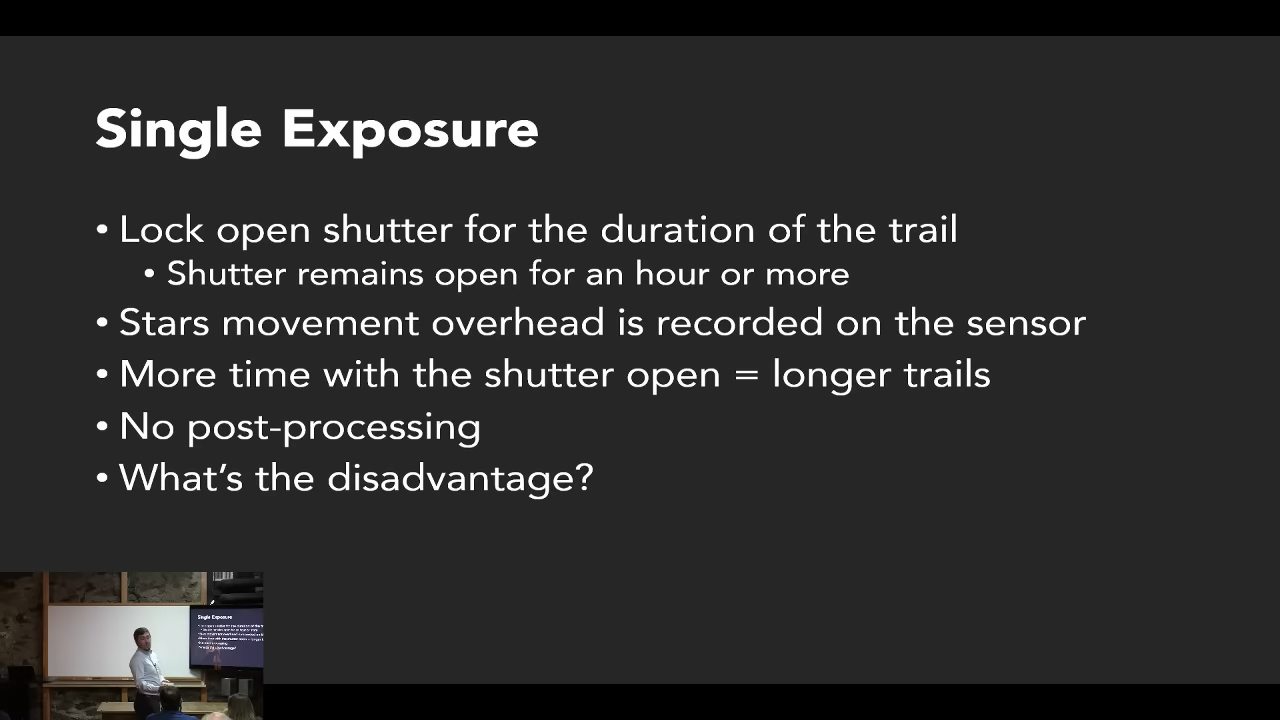 Single Exposure
• Lock open shutter for the duration of the trail
• Shutter remains open for an hour or more
• Stars movement overhead is recorded on the sensor
• More time with the shutter open = longer trails
• No post-processing
• What's the disadvantage?
Single Exposure